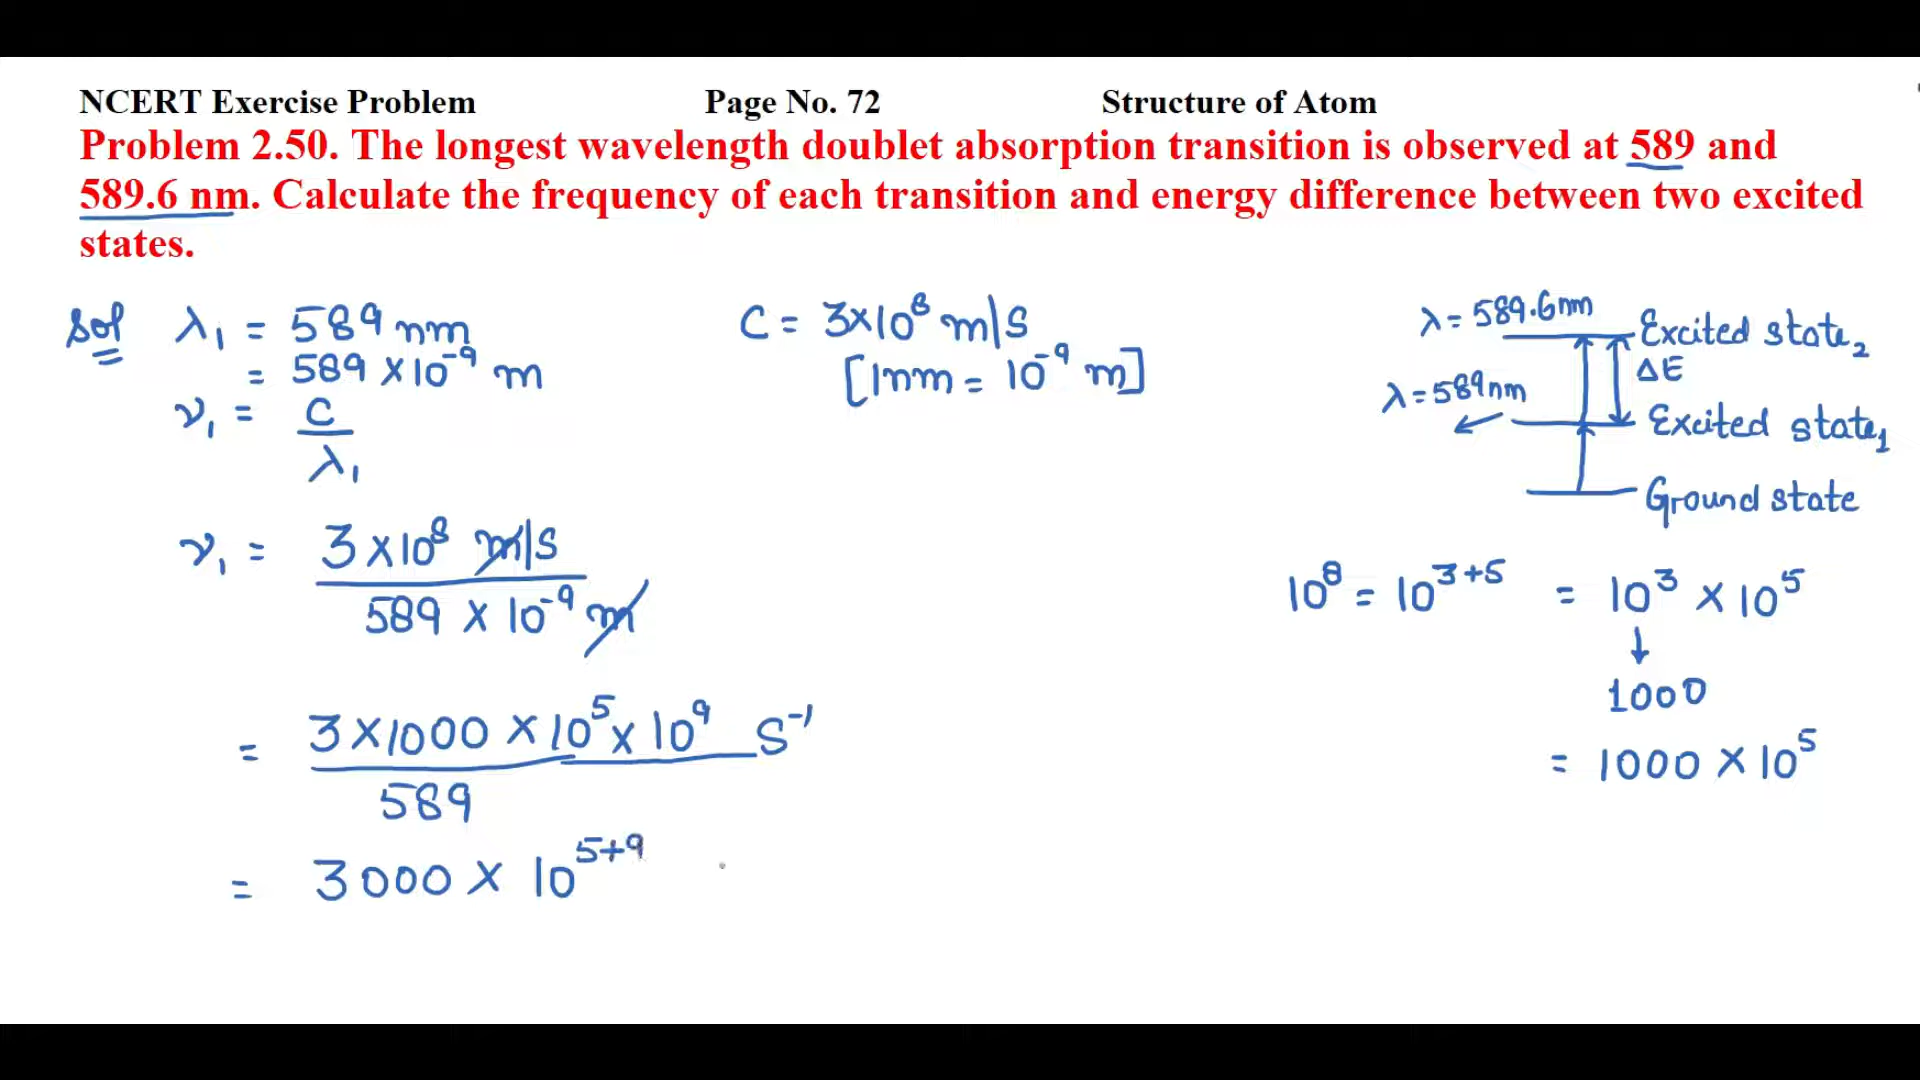 NCERT Exercise Problem Page No. 72 Structure of Atom
Problem 2.50. The longest wavelength doublet absorption transition is observed at 589 and
589.6 nm. Calculate the frequency of each transition and energy difference between two excited
states.
Sol λ₁ = 589 nm
= 589 × 10⁻⁹ m
ν₁ = C / λ₁
ν₁ = 3 × 10⁸ m/s / 589 × 10⁻⁹ m
= 3 × 1000 × 10⁵ × 10⁹ S⁻¹ / 589
= 3000 × 10⁵⁺⁹
C = 3×10⁸ m/s
[1nm = 10⁻⁹ m]
λ = 589.6nm Excited state₂
ΔE
λ = 589nm Excited state₁
Ground state
10⁸ = 10³⁺⁵ = 10³ × 10⁵
↓
1000
= 1000 × 10⁵